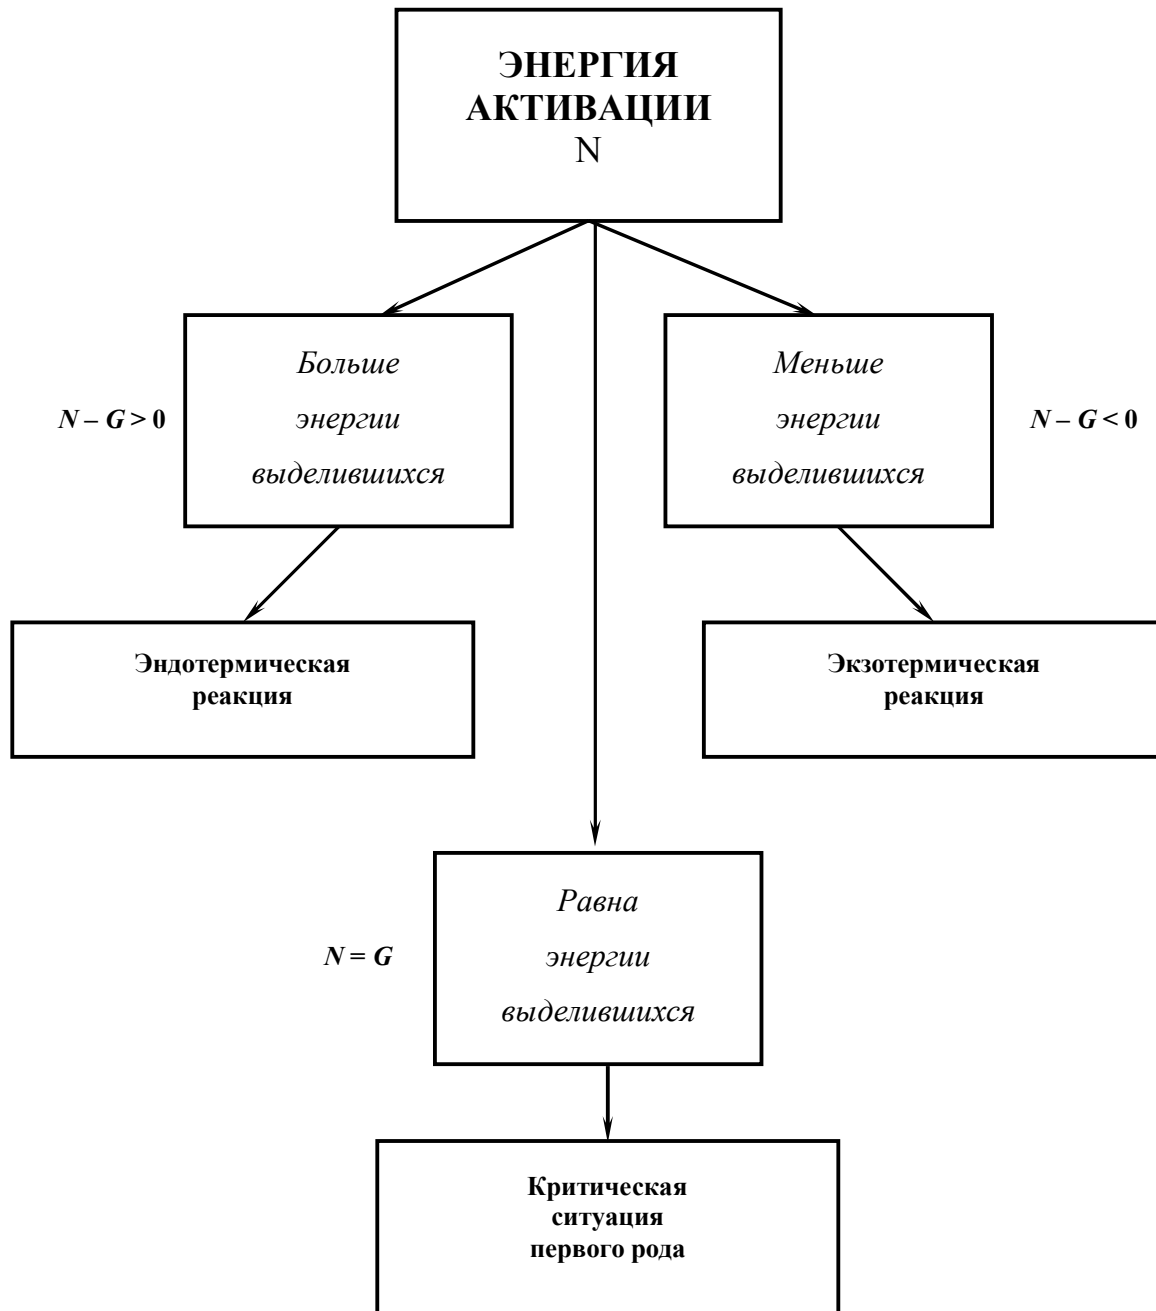 ЭНЕРГИЯ
АКТИВАЦИИ
N
Больше
энергии
выделившихся
N – G > 0
Меньше
энергии
выделившихся
N – G < 0
Эндотермическая
реакция
Экзотермическая
реакция
Равна
энергии
выделившихся
N = G
Критическая
ситуация
первого рода